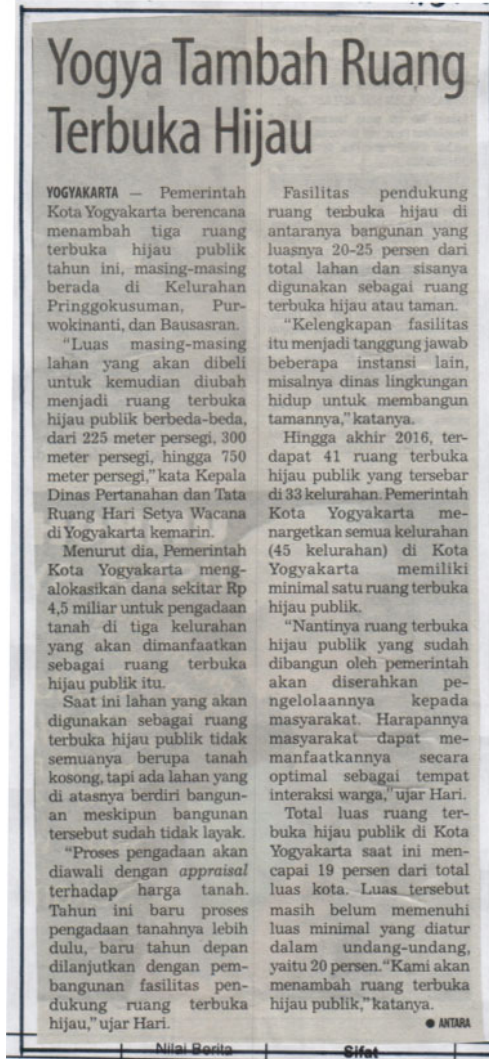 Yogya Tambah Ruang
Terbuka Hijau
YOGYAKARTA — Pemerintah
Kota Yogyakarta berencana
menambah tiga ruang
terbuka hijau publik
tahun ini, masing-masing
berada di Kelurahan
Pringgokusuman, Pur-
wokinanti, dan Bausasran.
"Luas masing-masing
lahan yang akan dibeli
untuk kemudian diubah
menjadi ruang terbuka
hijau publik berbeda-beda,
dari 225 meter persegi, 300
meter persegi, hingga 750
meter persegi," kata Kepala
Dinas Pertanahan dan Tata
Ruang Hari Setya Wacana
di Yogyakarta kemarin.
Menurut dia, Pemerintah
Kota Yogyakarta meng-
alokasikan dana sekitar Rp
4,5 miliar untuk pengadaan
tanah di tiga kelurahan
yang akan dimanfaatkan
sebagai ruang terbuka
hijau publik itu.
Saat ini lahan yang akan
digunakan sebagai ruang
terbuka hijau publik tidak
semuanya berupa tanah
kosong, tapi ada lahan yang
di atasnya berdiri bangun-
an meskipun bangunan
tersebut sudah tidak layak.
"Proses pengadaan akan
diawali dengan appraisal
terhadap harga tanah.
Tahun ini baru proses
pengadaan tanahnya lebih
dulu, baru tahun depan
dilanjutkan dengan pem-
bangunan fasilitas pen-
dukung ruang terbuka
hijau," ujar Hari.
Fasilitas pendukung
ruang terbuka hijau di
antaranya bangunan yang
luasnya 20-25 persen dari
total lahan dan sisanya
digunakan sebagai ruang
terbuka hijau atau taman.
"Kelengkapan fasilitas
itu menjadi tanggung jawab
beberapa instansi lain,
misalnya dinas lingkungan
hidup untuk membangun
tamannya," katanya.
Hingga akhir 2016, ter-
dapat 41 ruang terbuka
hijau publik yang tersebar
di 33 kelurahan. Pemerintah
Kota Yogyakarta me-
nargetkan semua kelurahan
(45 kelurahan) di Kota
Yogyakarta memiliki
minimal satu ruang terbuka
hijau publik.
"Nantinya ruang terbuka
hijau publik yang sudah
dibangun oleh pemerintah
akan diserahkan pe-
ngelolaannya kepada
masyarakat. Harapannya
masyarakat dapat me-
manfaatkannya secara
optimal sebagai tempat
interaksi warga," ujar Hari.
Total luas ruang ter-
buka hijau publik di Kota
Yogyakarta saat ini men-
capai 19 persen dari total
luas kota. Luas tersebut
masih belum memenuhi
luas minimal yang diatur
dalam undang-undang,
yaitu 20 persen. "Kami akan
menambah ruang terbuka
hijau publik," katanya.
● ANTARA
Nilai Berita
Sifat